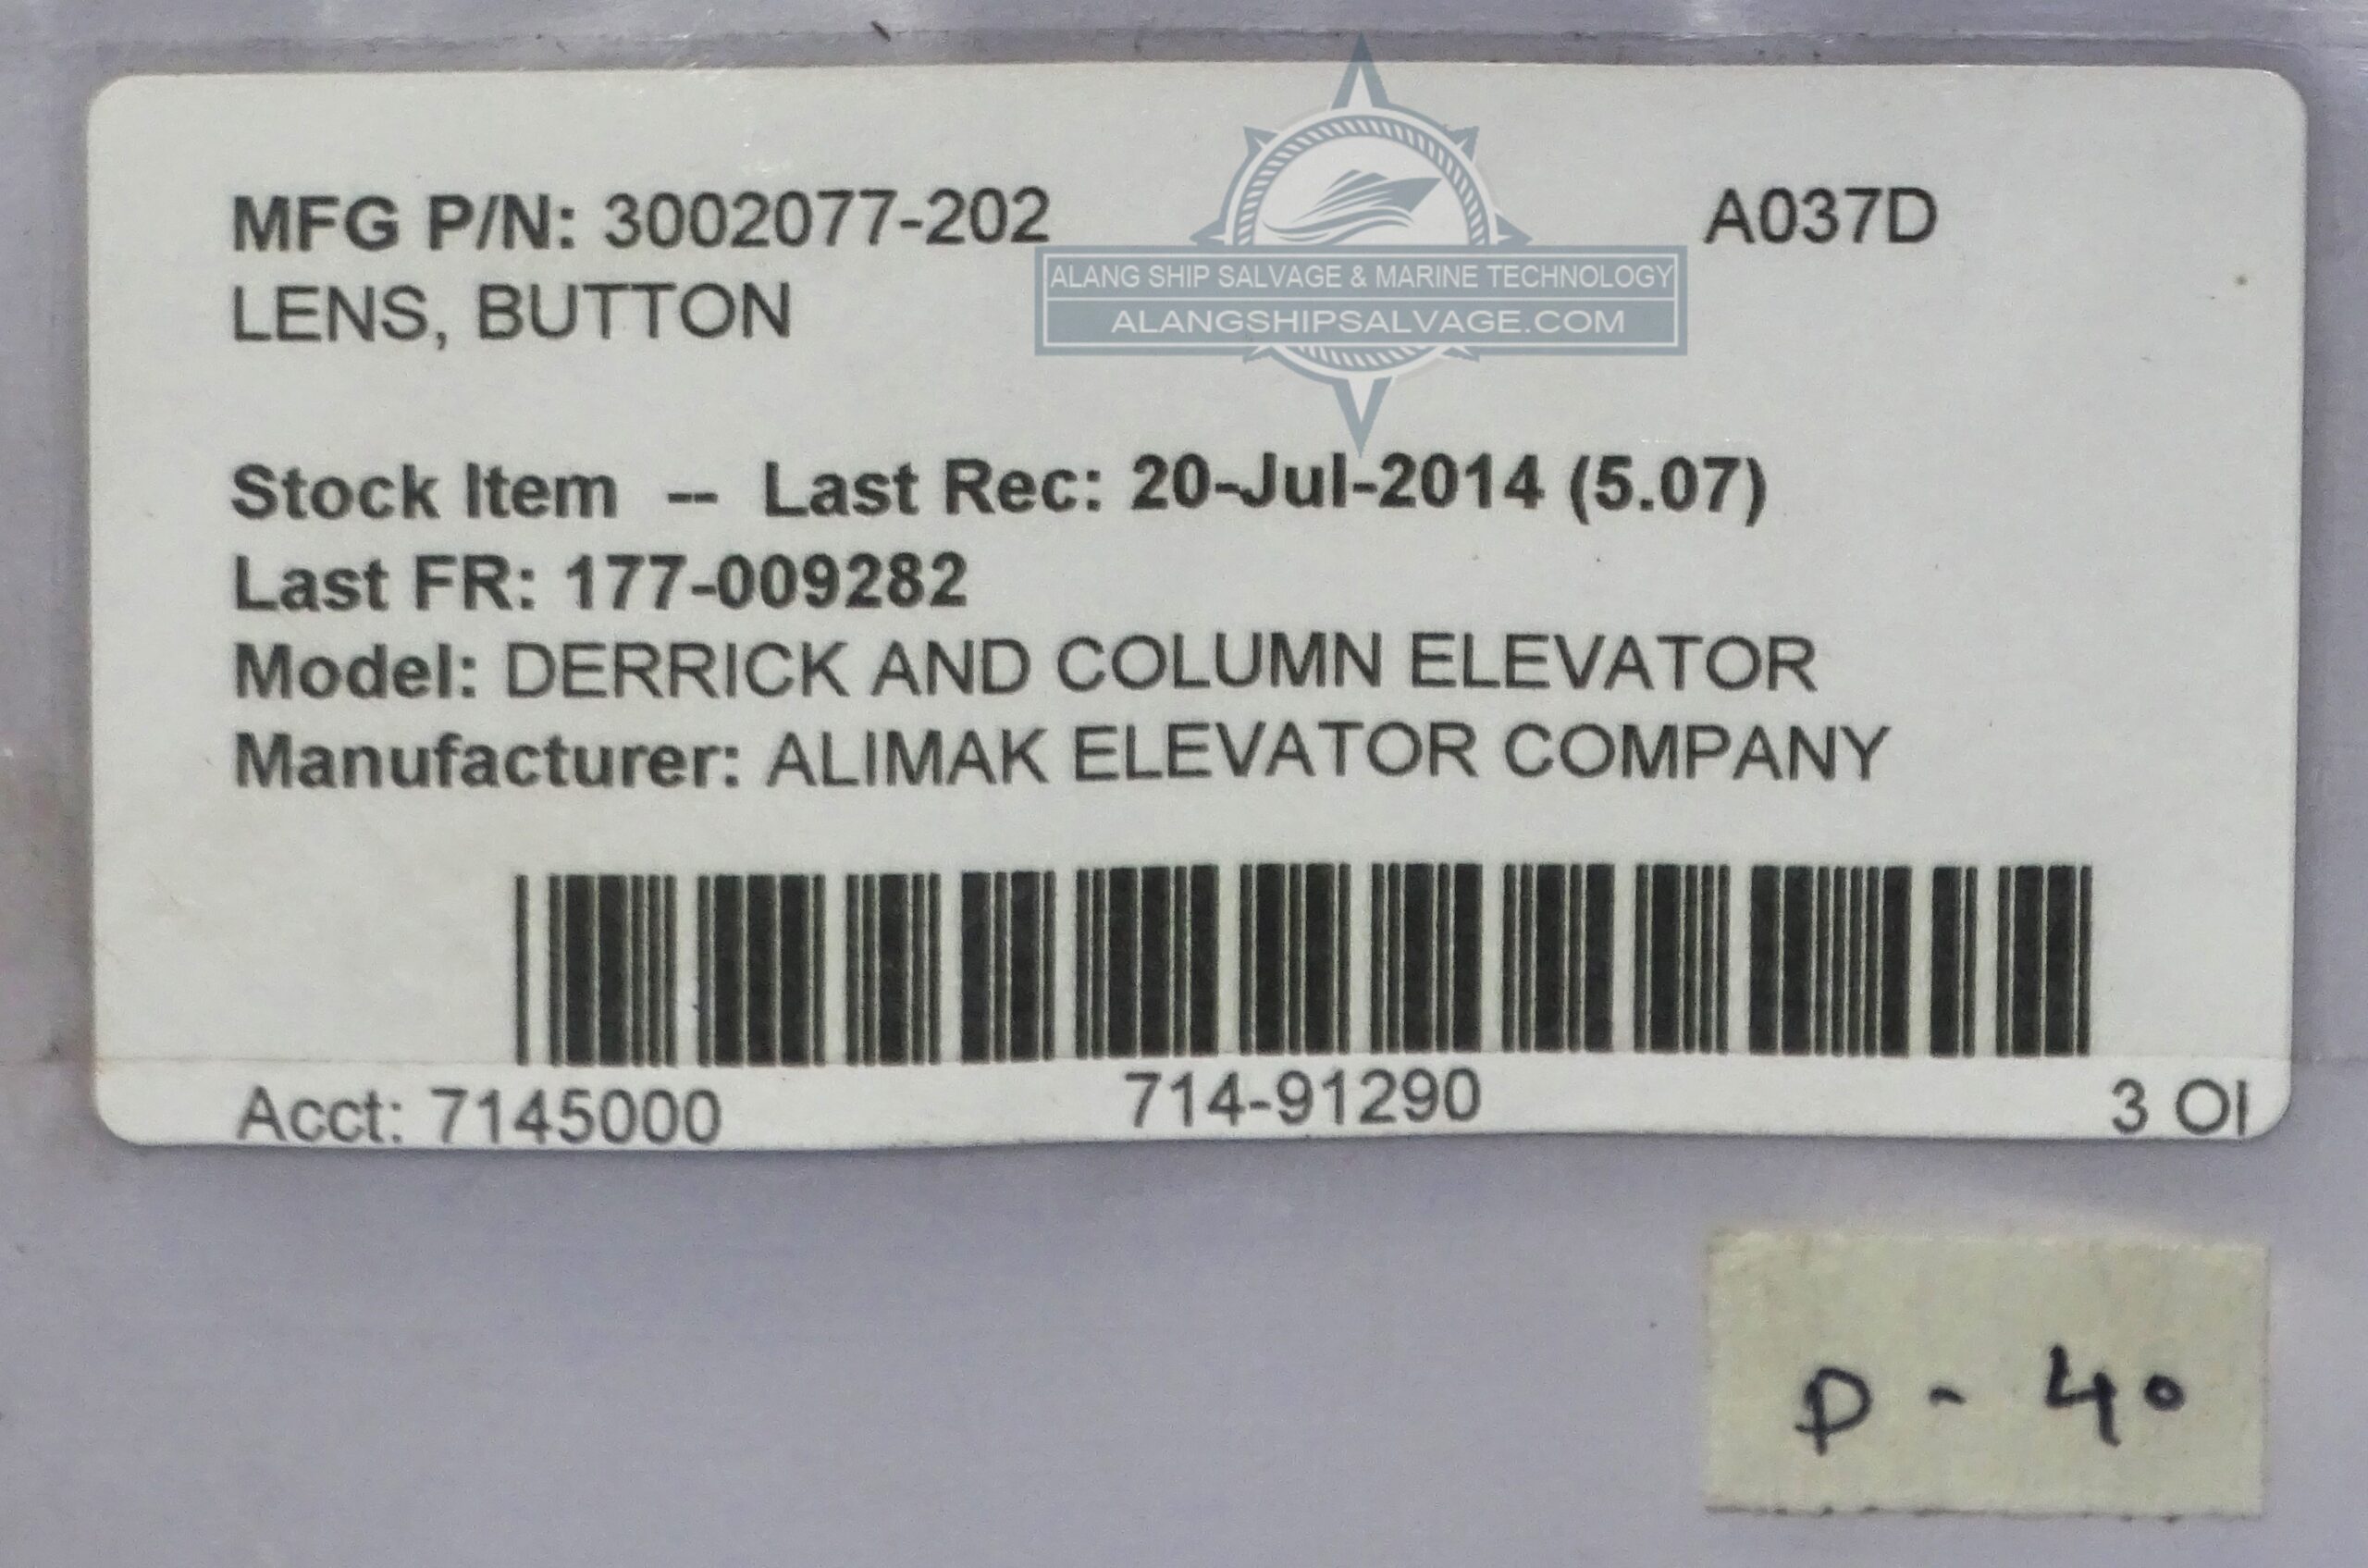 MFG P/N: 3002077-202 A037D
LENS, BUTTON
ALANG SHIP SALVAGE & MARINE TECHNOLOGY
ALANGSHIPSALVAGE.COM
Stock Item -- Last Rec: 20-Jul-2014 (5.07)
Last FR: 177-009282
Model: DERRICK AND COLUMN ELEVATOR
Manufacturer: ALIMAK ELEVATOR COMPANY
Acct: 7145000 714-91290 3 OI
P - 40